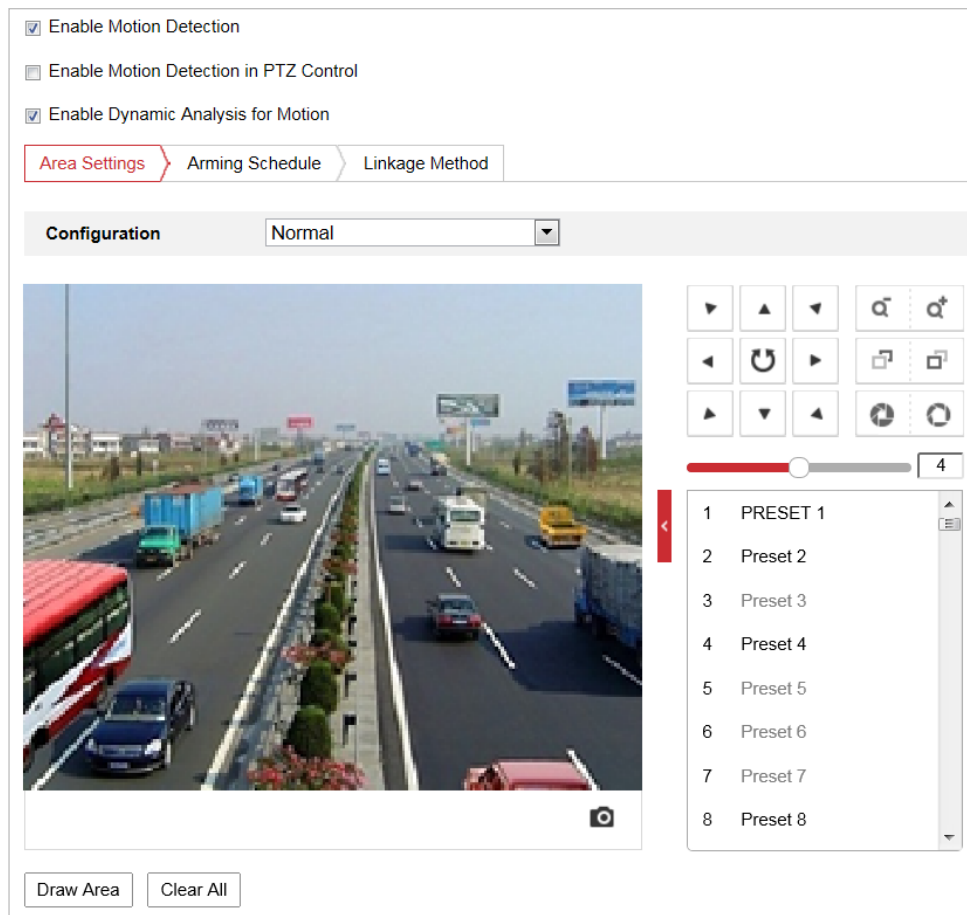 Enable Motion Detection
Enable Motion Detection in PTZ Control
Enable Dynamic Analysis for Motion
Area Settings Arming Schedule Linkage Method
Configuration Normal
4
1 PRESET 1
2 Preset 2
3 Preset 3
4 Preset 4
5 Preset 5
6 Preset 6
7 Preset 7
8 Preset 8
Draw Area Clear All